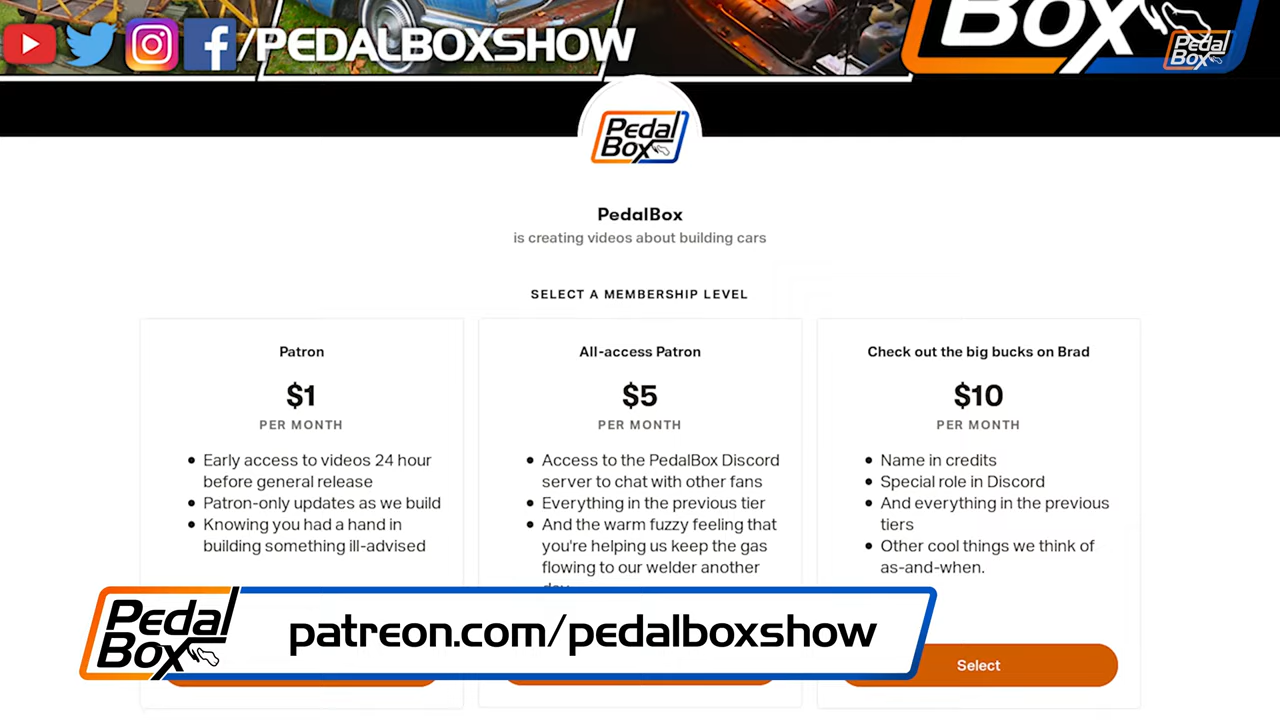 /PEDALBOXSHOW
Box
Pedal
Box
Pedal
Box
PedalBox
is creating videos about building cars
SELECT A MEMBERSHIP LEVEL
Patron
$1
PER MONTH
• Early access to videos 24 hour
before general release
• Patron-only updates as we build
• Knowing you had a hand in
building something ill-advised
All-access Patron
$5
PER MONTH
• Access to the PedalBox Discord
server to chat with other fans
• Everything in the previous tier
• And the warm fuzzy feeling that
you're helping us keep the gas
flowing to our welder another
Check out the big bucks on Brad
$10
PER MONTH
• Name in credits
• Special role in Discord
• And everything in the previous
tiers
• Other cool things we think of
as-and-when.
Select
Pedal
Box
patreon.com/pedalboxshow